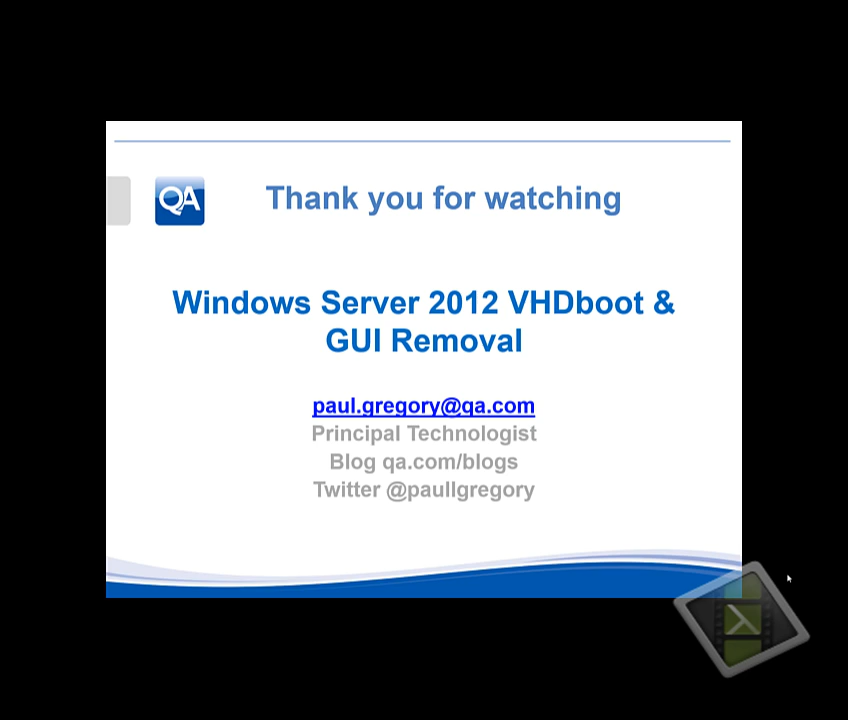 QA
Thank you for watching
Windows Server 2012 VHDboot &
GUI Removal
paul.gregory@qa.com
Principal Technologist
Blog qa.com/blogs
Twitter @paullgregory